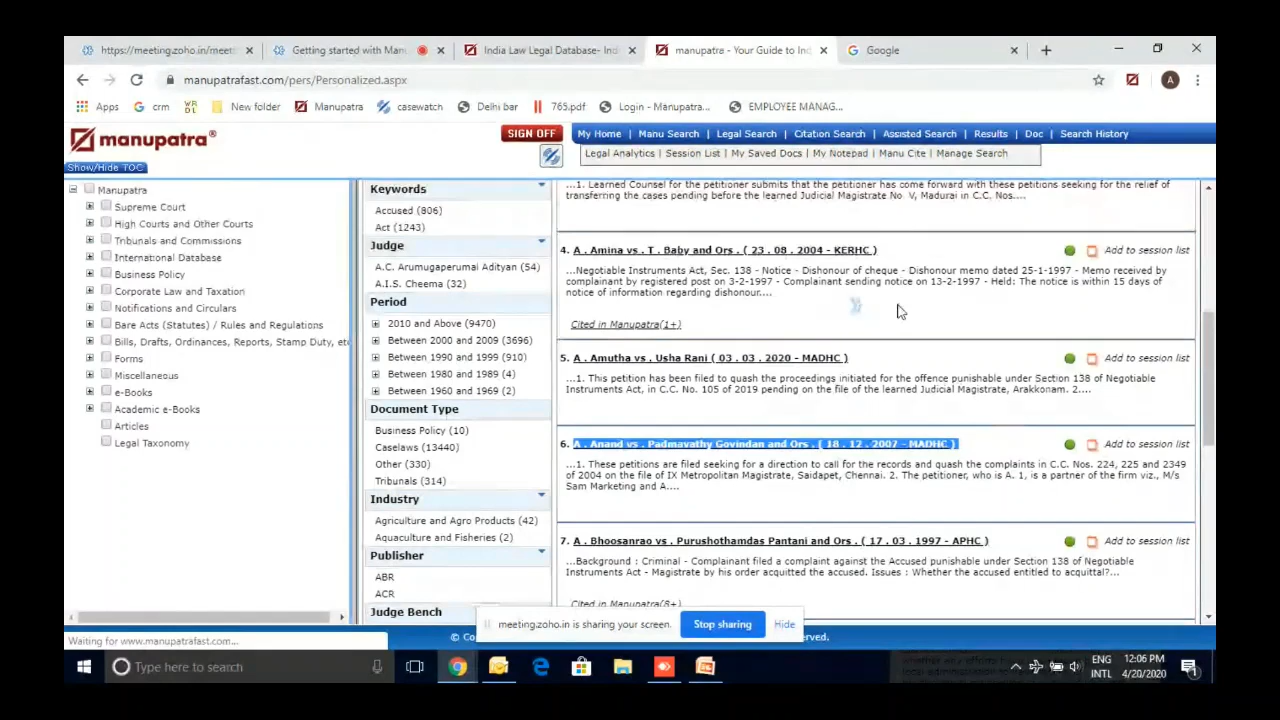 https://meeting.zoho.in/meeti
Getting started with Manu
India Law Legal Database- Ind
manupatra - Your Guide to Ind
Google
manupatrafast.com/pers/Personalized.aspx
A
Apps
crm
New folder
Manupatra
casewatch
Delhi bar
765.pdf
Login - Manupatra...
EMPLOYEE MANAG...
manupatra®
SIGN OFF
My Home | Manu Search | Legal Search | Citation Search | Assisted Search | Results | Doc | Search History
Legal Analytics | Session List | My Saved Docs | My Notepad | Manu Cite | Manage Search
Show/Hide TOC
Manupatra
Supreme Court
High Courts and Other Courts
Tribunals and Commissions
International Database
Business Policy
Corporate Law and Taxation
Notifications and Circulars
Bare Acts (Statutes) / Rules and Regulations
Bills, Drafts, Ordinances, Reports, Stamp Duty, etc
Forms
Miscellaneous
e-Books
Academic e-Books
Articles
Legal Taxonomy
Keywords
Accused (806)
Act (1243)
Judge
A.C. Arumugaperumal Adityan (54)
A.I.S. Cheema (32)
Period
2010 and Above (9470)
Between 2000 and 2009 (3696)
Between 1990 and 1999 (910)
Between 1980 and 1989 (4)
Between 1960 and 1969 (2)
Document Type
Business Policy (10)
Caselaws (13440)
Other (330)
Tribunals (314)
Industry
Agriculture and Agro Products (42)
Aquaculture and Fisheries (2)
Publisher
ABR
ACR
Judge Bench
...1. Learned Counsel for the petitioner submits that the petitioner has come forward with these petitions seeking for the relief of
transferring the cases pending before the learned Judicial Magistrate No. V, Madurai in C.C. Nos....
4. A . Amina vs . T . Baby and Ors . ( 23 . 08 . 2004 - KERHC )
Add to session list
...Negotiable Instruments Act, Sec. 138 - Notice - Dishonour of cheque - Dishonour memo dated 25-1-1997 - Memo received by
complainant by registered post on 3-2-1997 - Complainant sending notice on 13-2-1997 - Held: The notice is within 15 days of
notice of information regarding dishonour....
Cited in Manupatra(1+)
5. A . Amutha vs . Usha Rani ( 03 . 03 . 2020 - MADHC )
Add to session list
...1. This petition has been filed to quash the proceedings initiated for the offence punishable under Section 138 of Negotiable
Instruments Act, in C.C. No. 105 of 2019 pending on the file of the learned Judicial Magistrate, Arakkonam. 2....
6. A . Anand vs . Padmavathy Govindan and Ors . ( 18 . 12 . 2007 - MADHC )
Add to session list
...1. These petitions are filed seeking for a direction to call for the records and quash the complaints in C.C. Nos. 224, 225 and 2349
of 2004 on the file of IX Metropolitan Magistrate, Saidapet, Chennai. 2. The petitioner, who is A. 1, is a partner of the firm viz., M/s
Sam Marketing and A....
7. A . Bhoosanrao vs . Purushothamdas Pantani and Ors . ( 17 . 03 . 1997 - APHC )
Add to session list
...Background : Criminal - Complainant filed a complaint against the Accused punishable under Section 138 of Negotiable
Instruments Act - Magistrate by his order acquitted the accused. Issues : Whether the accused entitled to acquittal?...
Cited in Manupatra(8+)
meeting.zoho.in is sharing your screen.
Stop sharing
Hide
Waiting for www.manupatrafast.com...
© Co
erved.
Type here to search
ENG
INTL
12:06 PM
4/20/2020
1